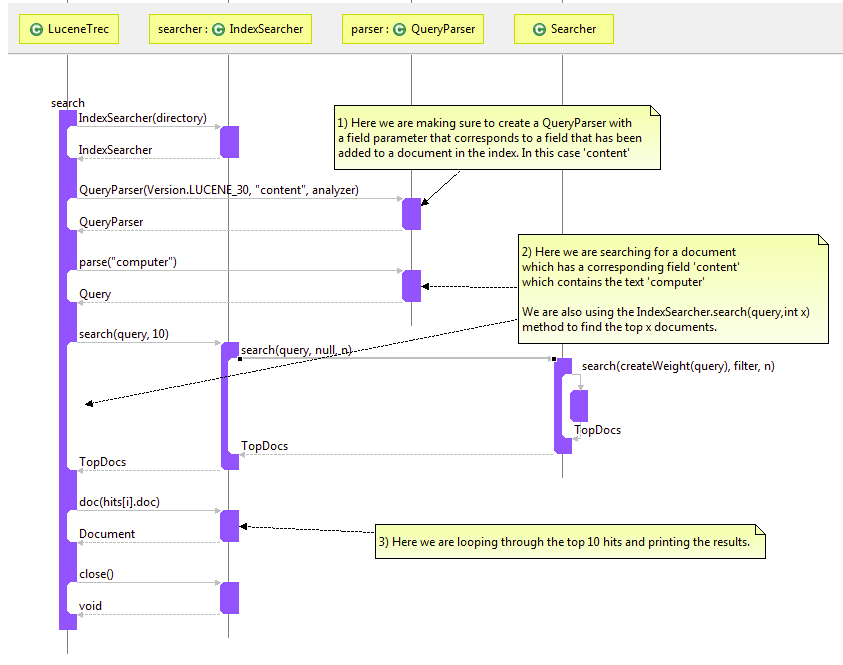 LuceneTrec
searcher : IndexSearcher
parser : QueryParser
Searcher
search
IndexSearcher(directory)
IndexSearcher
1) Here we are making sure to create a QueryParser with
a field parameter that corresponds to a field that has been
added to a document in the index. In this case 'content'
QueryParser(Version.LUCENE_30, "content", analyzer)
QueryParser
parse("computer")
Query
2) Here we are searching for a document
which has a corresponding field 'content'
which contains the text 'computer'
We are also using the IndexSearcher.search(query,int x)
method to find the top x documents.
search(query, 10)
search(query, null, n)
search(createWeight(query), filter, n)
TopDocs
TopDocs
TopDocs
doc(hits[i].doc)
Document
3) Here we are looping through the top 10 hits and printing the results.
close()
void